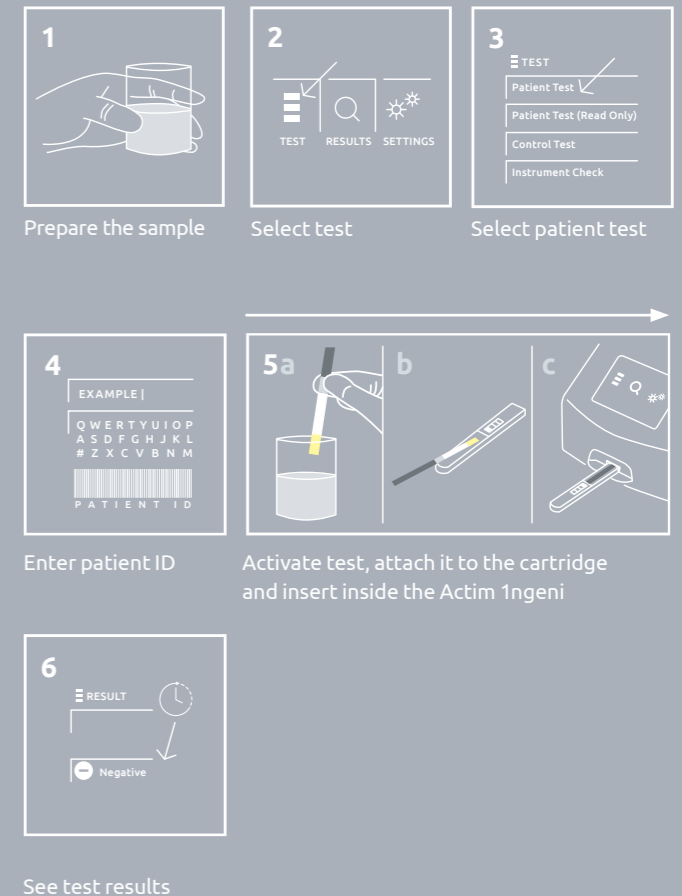 1
2
TEST RESULTS SETTINGS
3
TEST
Patient Test
Patient Test (Read Only)
Control Test
Instrument Check
Prepare the sample
Select test
Select patient test
4
EXAMPLE|
Q W E R T Y U I O P
A S D F G H J K L
# Z X C V B N M
PATIENT ID
5a
b
c
Enter patient ID
Activate test, attach it to the cartridge
and insert inside the Actim 1ngeni
6
RESULT
Negative
See test results